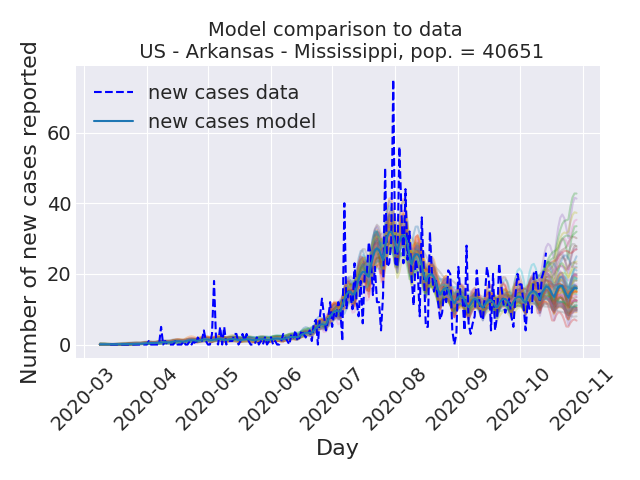 Model comparison to data
US - Arkansas - Mississippi, pop. = 40651
Number of new cases reported
new cases data
new cases model
60
40
20
0
2020-03
2020-04
2020-05
2020-06
2020-07
2020-08
2020-09
2020-10
2020-11
Day